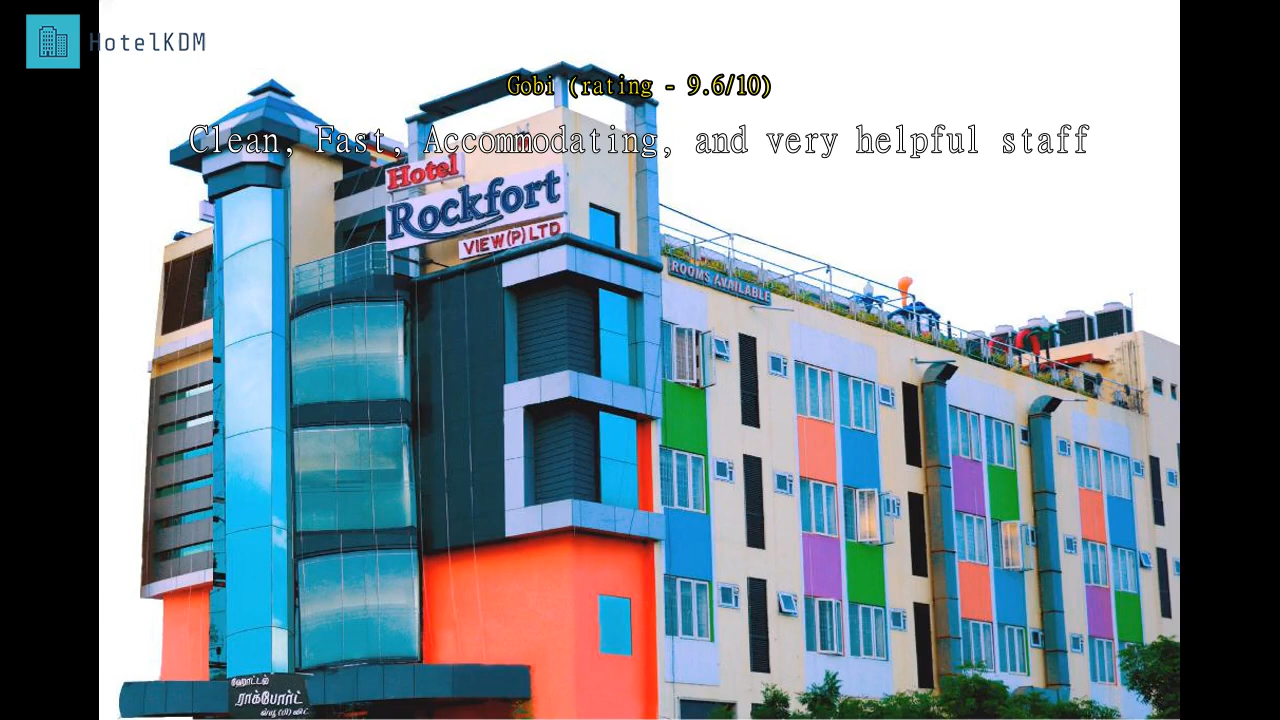 HotelKDM
Gobi (rating - 9.6/10)
Clean, Fast, Accommodating, and very helpful staff
Hotel
Rockfort
VIEW (P) LTD
ROOMS AVAILABLE
ஹோட்டல்
ராக்போர்ட்
வியூ (பி) லிட்.